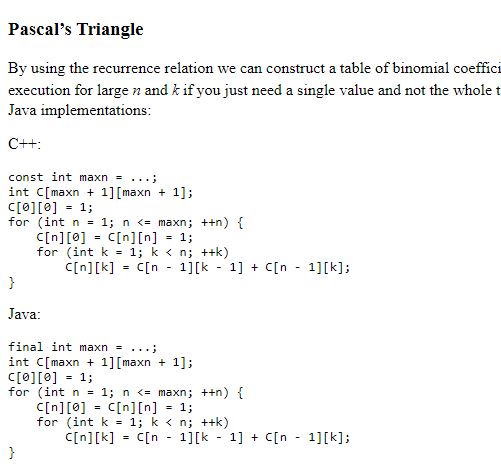 Pascal’s Triangle
By using the recurrence relation we can construct a table of binomial coeffici
execution for large n and k if you just need a single value and not the whole t
Java implementations:
C++:
const int maxn = ...;
int C[maxn + 1][maxn + 1];
C[0][0] = 1;
for (int n = 1; n <= maxn; ++n) {
    C[n][0] = C[n][n] = 1;
    for (int k = 1; k < n; ++k)
        C[n][k] = C[n - 1][k - 1] + C[n - 1][k];
}
Java:
final int maxn = ...;
int C[maxn + 1][maxn + 1];
C[0][0] = 1;
for (int n = 1; n <= maxn; ++n) {
    C[n][0] = C[n][n] = 1;
    for (int k = 1; k < n; ++k)
        C[n][k] = C[n - 1][k - 1] + C[n - 1][k];
}